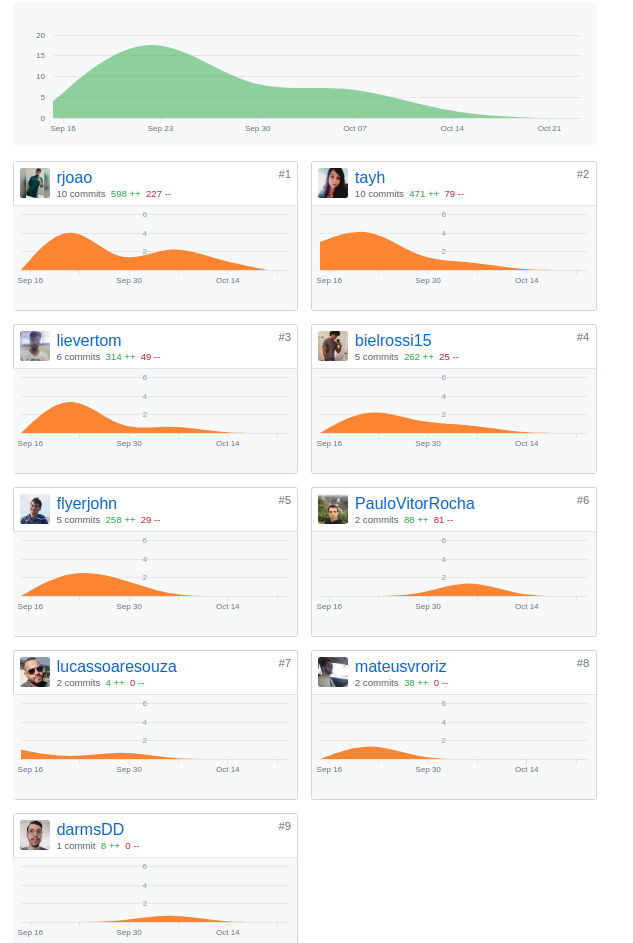 20
15
10
5
0
Sep 16 Sep 23 Sep 30 Oct 07 Oct 14 Oct 21
rjoao #1
10 commits 598 ++ 227 --
6
4
2
Sep 16 Sep 30 Oct 14
tayh #2
10 commits 471 ++ 79 --
6
4
2
Sep 16 Sep 30 Oct 14
lievertom #3
6 commits 314 ++ 49 --
6
4
2
Sep 16 Sep 30 Oct 14
bielrossi15 #4
5 commits 262 ++ 25 --
6
4
2
Sep 16 Sep 30 Oct 14
flyerjohn #5
5 commits 258 ++ 29 --
6
4
2
Sep 16 Sep 30 Oct 14
PauloVitorRocha #6
2 commits 88 ++ 81 --
6
4
2
Sep 16 Sep 30 Oct 14
lucassoaresouza #7
2 commits 4 ++ 0 --
6
4
2
Sep 16 Sep 30 Oct 14
mateusvroriz #8
2 commits 38 ++ 0 --
6
4
2
Sep 16 Sep 30 Oct 14
darmsDD #9
1 commit 8 ++ 0 --
6
4
2
Sep 16 Sep 30 Oct 14